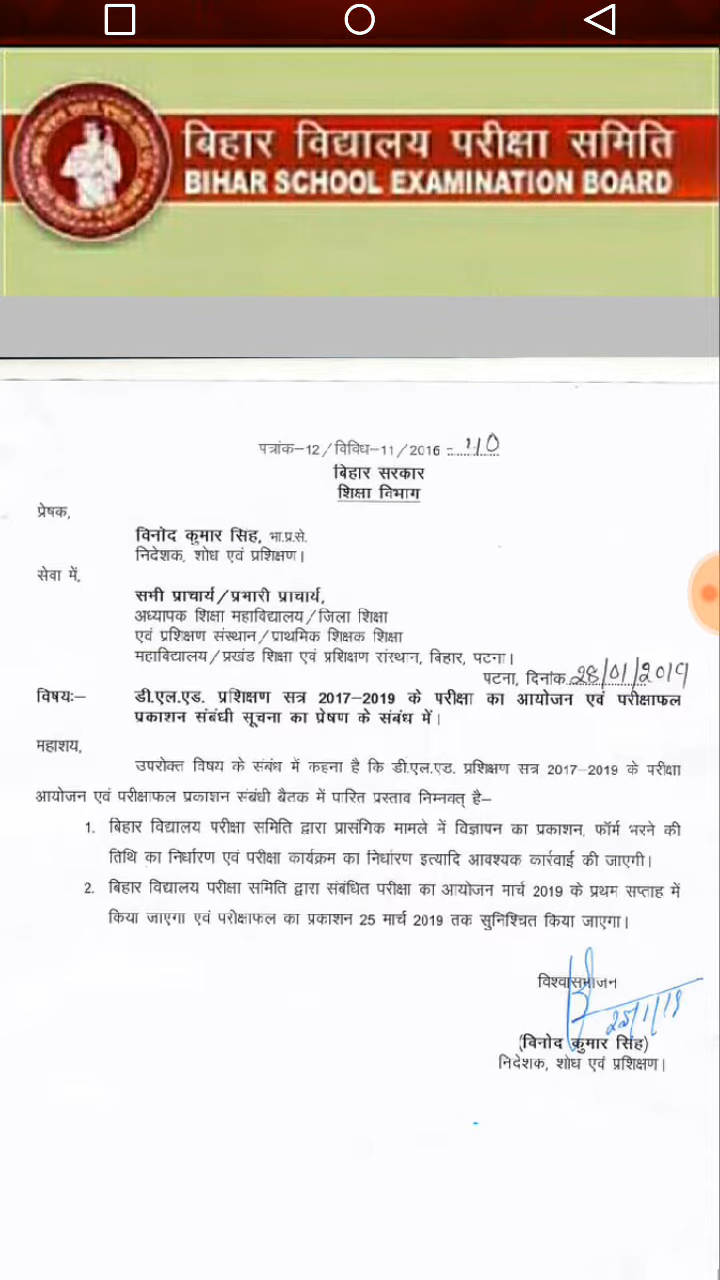 बिहार विद्यालय परीक्षा समिति
BIHAR SCHOOL EXAMINATION BOARD
पत्रांक–12/विविध–11/2016 :-
बिहार सरकार
शिक्षा विभाग
प्रेषक,
विनोद कुमार सिंह, भा.प्र.से.
निदेशक, शोध एवं प्रशिक्षण।
सेवा में,
सभी प्राचार्य/प्रभारी प्राचार्य,
अध्यापक शिक्षा महाविद्यालय/जिला शिक्षा
एवं प्रशिक्षण संस्थान/प्राथमिक शिक्षक शिक्षा
महाविद्यालय/प्रखंड शिक्षा एवं प्रशिक्षण संस्थान, बिहार, पटना।
पटना, दिनांक 28/01/2019
विषयः– डी.एल.एड. प्रशिक्षण सत्र 2017–2019 के परीक्षा का आयोजन एवं परीक्षाफल
प्रकाशन संबंधी सूचना का प्रेषण के संबंध में।
महाशय,
उपरोक्त विषय के संबंध में कहना है कि डी.एल.एड. प्रशिक्षण सत्र 2017–2019 के परीक्षा
आयोजन एवं परीक्षाफल प्रकाशन संबंधी बैठक में पारित प्रस्ताव निम्नवत् है–
1. बिहार विद्यालय परीक्षा समिति द्वारा प्रासंगिक मामले में विज्ञापन का प्रकाशन, फॉर्म भरने की
तिथि का निर्धारण एवं परीक्षा कार्यक्रम का निर्धारण इत्यादि आवश्यक कार्रवाई की जाएगी।
2. बिहार विद्यालय परीक्षा समिति द्वारा संबंधित परीक्षा का आयोजन मार्च 2019 के प्रथम सप्ताह में
किया जाएगा एवं परीक्षाफल का प्रकाशन 25 मार्च 2019 तक सुनिश्चित किया जाएगा।
विश्वासभाजन
(विनोद कुमार सिंह)
निदेशक, शोध एवं प्रशिक्षण।